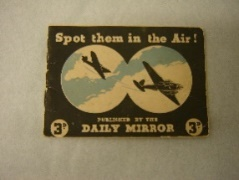 Spot them in the Air!
PUBLISHED BY THE
3D DAILY MIRROR 3D